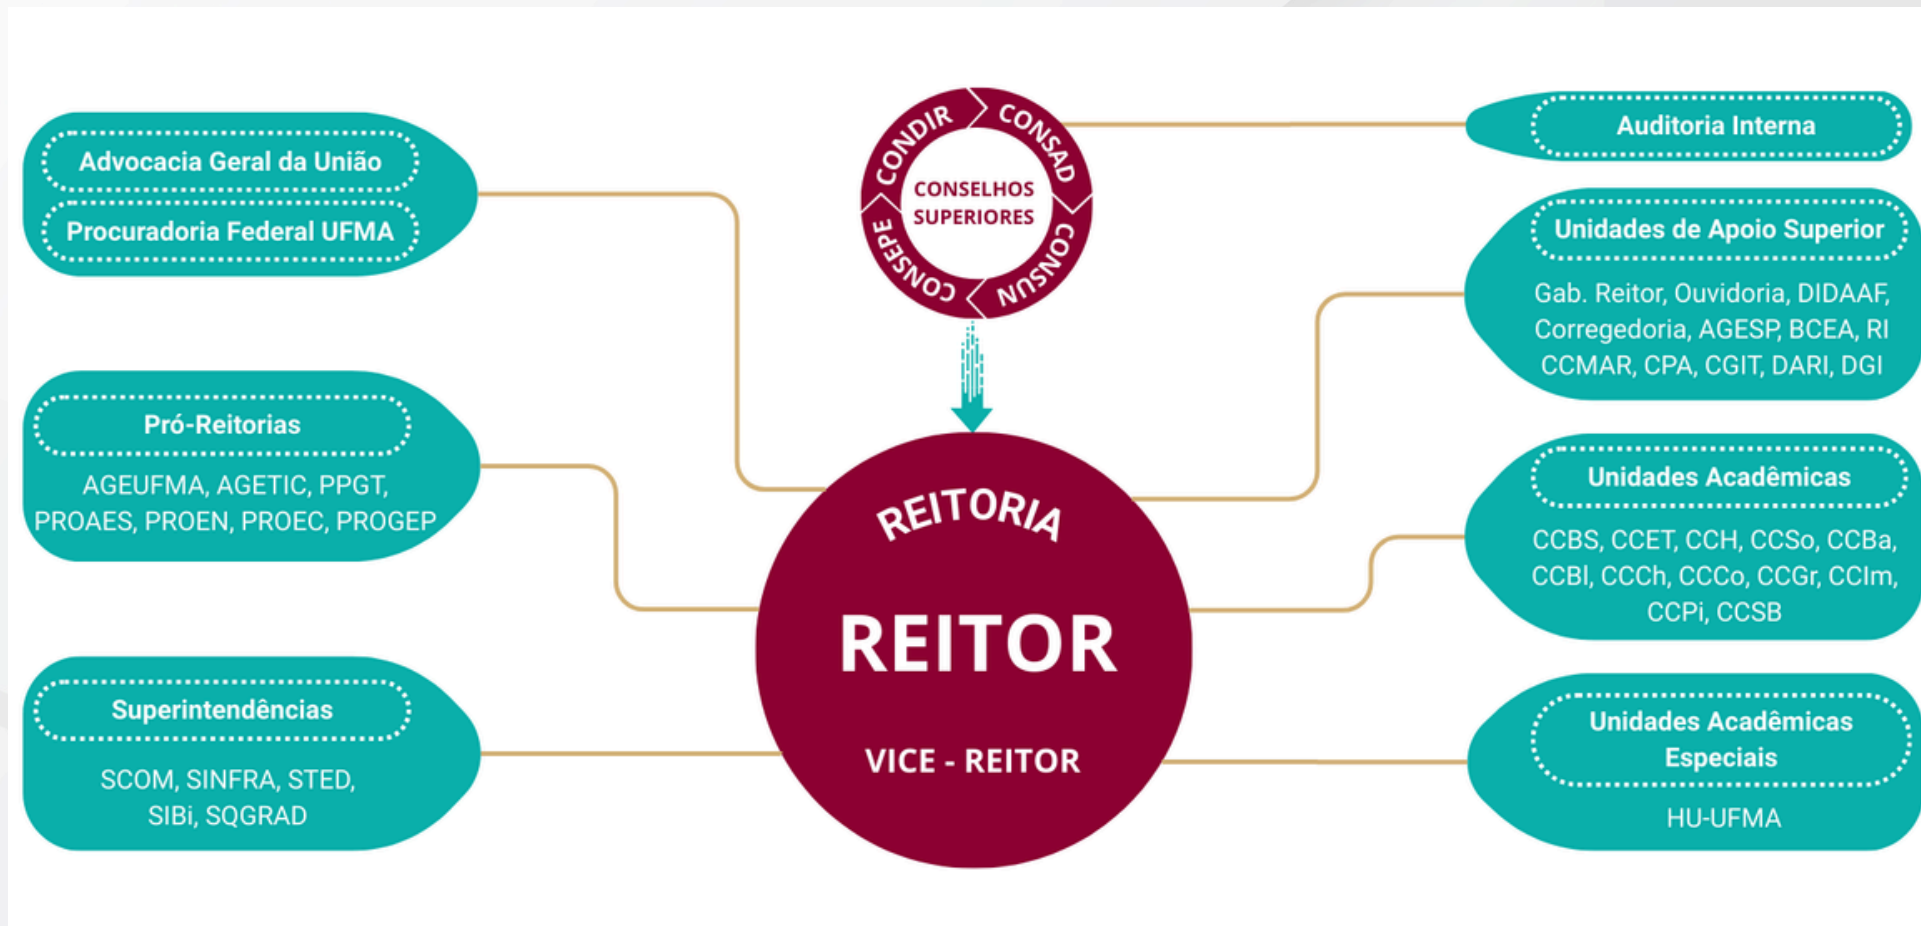 Advocacia Geral da União
Procuradoria Federal UFMA
Pró-Reitorias
AGEUFMA, AGETIC, PPGT,
PROAES, PROEN, PROEC, PROGEP
Superintendências
SCOM, SINFRA, STED,
SIBi, SQGRAD
CONDIR
CONSAD
CONSUN
CONSEPE
CONSELHOS
SUPERIORES
REITORIA
REITOR
VICE - REITOR
Auditoria Interna
Unidades de Apoio Superior
Gab. Reitor, Ouvidoria, DIDAAF,
Corregedoria, AGESP, BCEA, RI
CCMAR, CPA, CGIT, DARI, DGI
Unidades Acadêmicas
CCBS, CCET, CCH, CCSo, CCBa,
CCBl, CCCh, CCCo, CCGr, CCIm,
CCPi, CCSB
Unidades Acadêmicas
Especiais
HU-UFMA